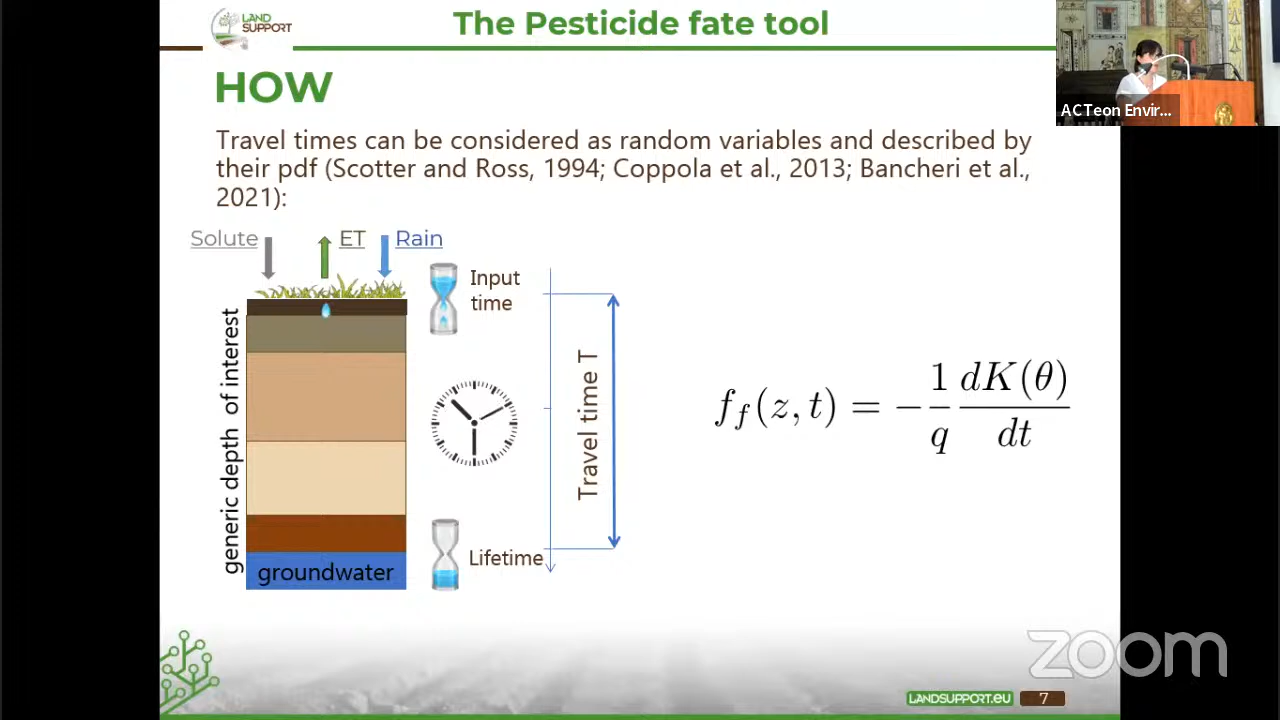 LAND
SUPPORT
The Pesticide fate tool
ACTeon Envir...
HOW
Travel times can be considered as random variables and described by
their pdf (Scotter and Ross, 1994; Coppola et al., 2013; Bancheri et al.,
2021):
Solute
ET
Rain
Input
time
generic depth of interest
Travel time T
f_f(z, t) = −\frac{1}{q}\frac{dK(θ)}{dt}
Lifetime
groundwater
zoom
LANDSUPPORT.EU
7